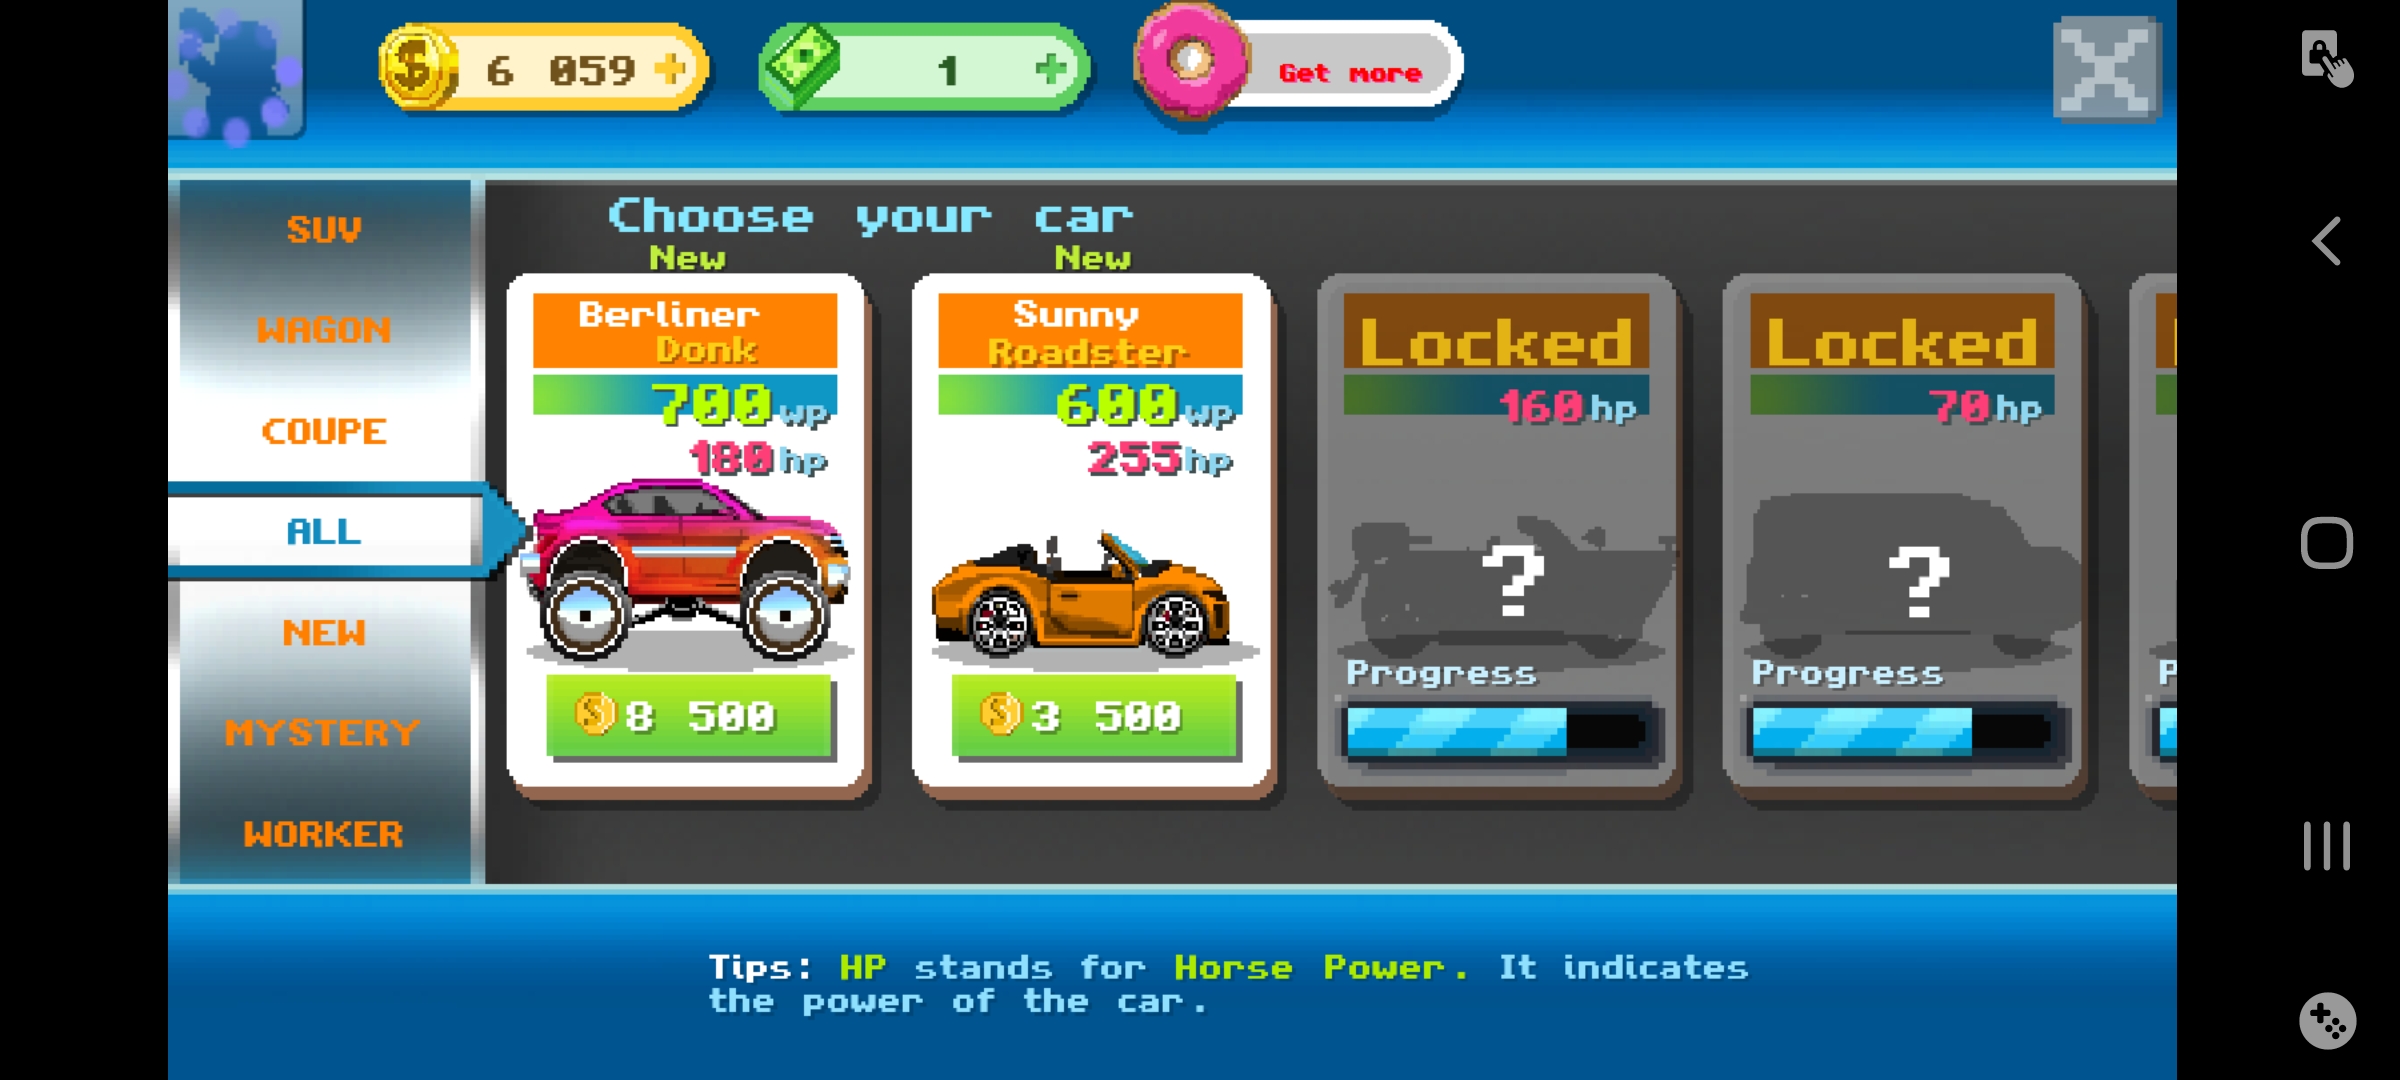 6 059
1
Get more
SUV
WAGON
COUPE
ALL
NEW
MYSTERY
WORKER
Choose your car
New
Berliner
Donk
700 wp
180 hp
8 500
New
Sunny
Roadster
600 wp
255 hp
3 500
Locked
160 hp
?
Progress
Locked
70 hp
?
Progress
Tips: HP stands for Horse Power. It indicates
the power of the car.